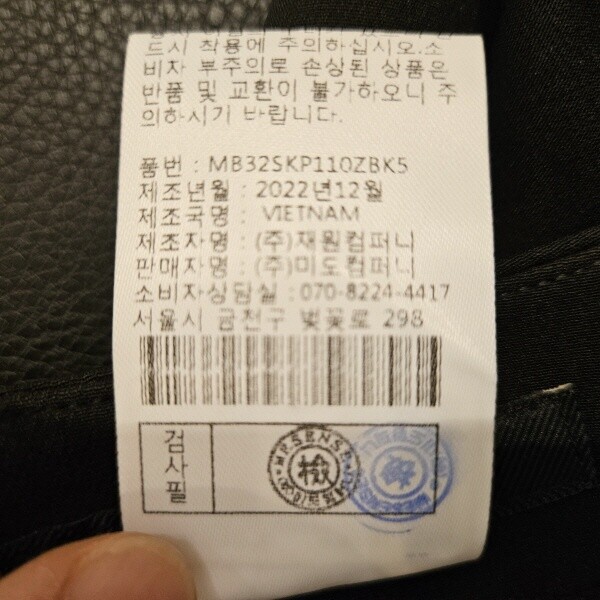 드시 착용에 주의하십시오.소
비자 부주의로 손상된 상품은
반품 및 교환이 불가하오니 주
의하시기 바랍니다.
품번 : MB32SKP110ZBK5
제조년월 : 2022년12월
제조국명 : VIETNAM
제조자명 : (주)재원컴퍼니
판매자명 : (주)미도컴퍼니
소비자상담실 : 070-8224-4417
서울시 금천구 벚꽃로 298
검사필
檢